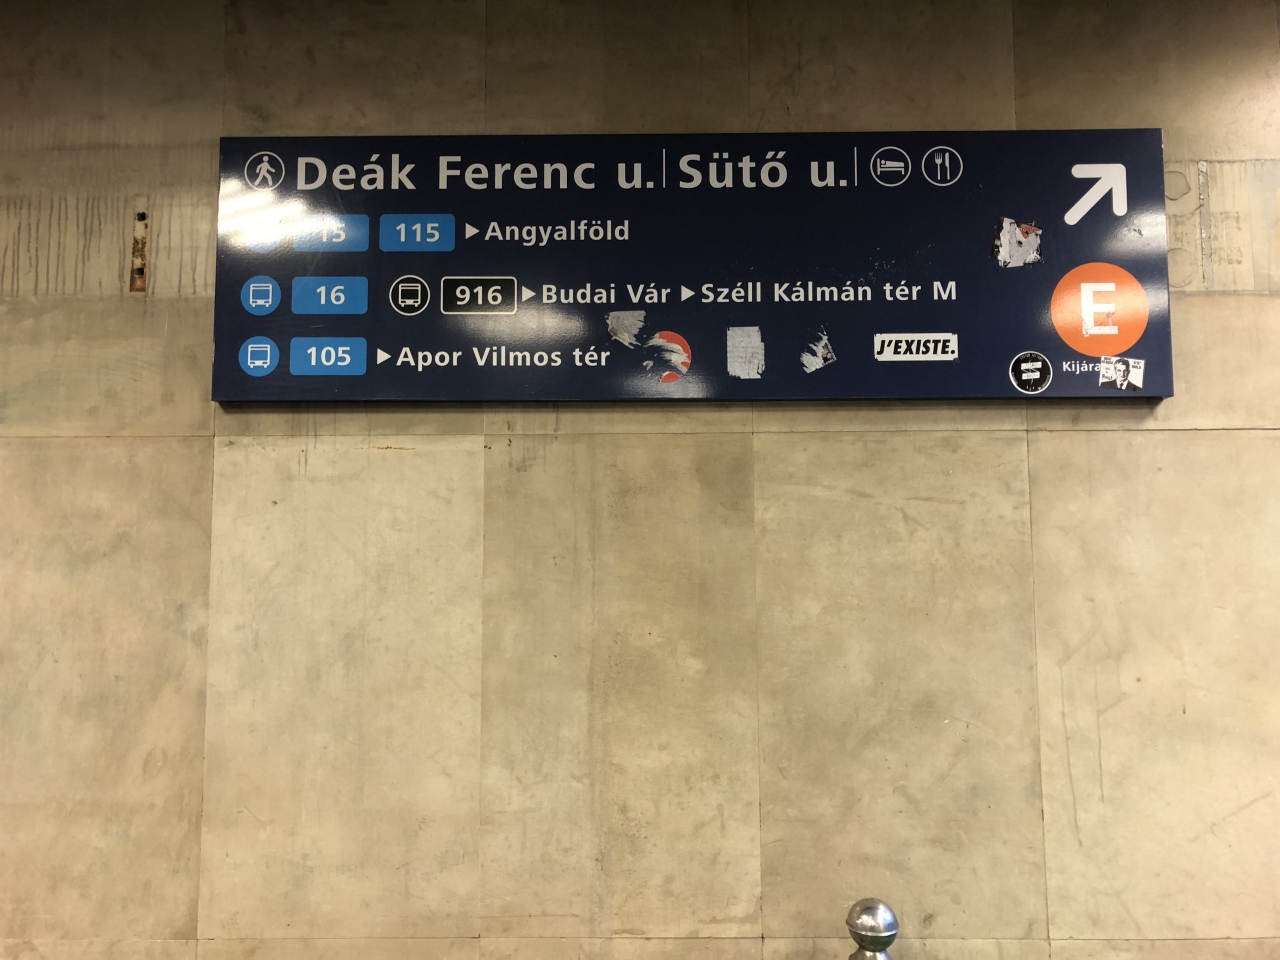 Deák Ferenc u. Sütő u.
15 115 Angyalföld
16 916 Budai Vár Széll Kálmán tér M
105 Apor Vilmos tér
J'EXISTE.
E